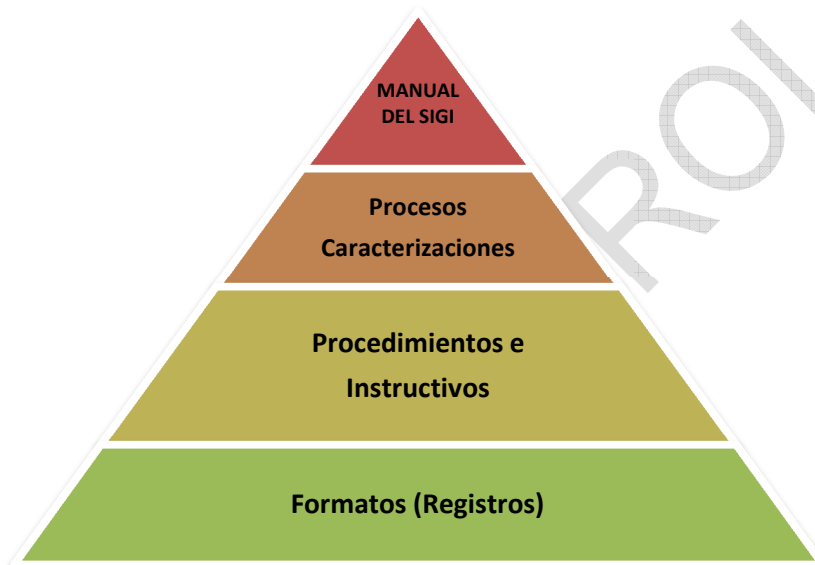 MANUAL
DEL SIGI
Procesos
Caracterizaciones
Procedimientos e
Instructivos
Formatos (Registros)